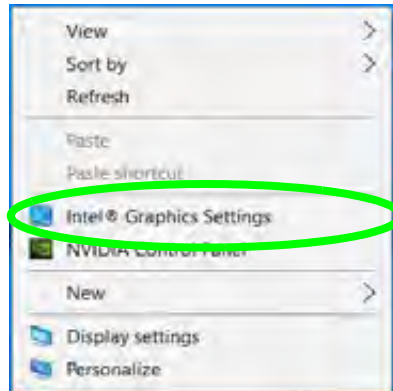 View
Sort by
Refresh
Paste
Paste shortcut
Intel® Graphics Settings
NVIDIA Control Panel
New
Display settings
Personalize